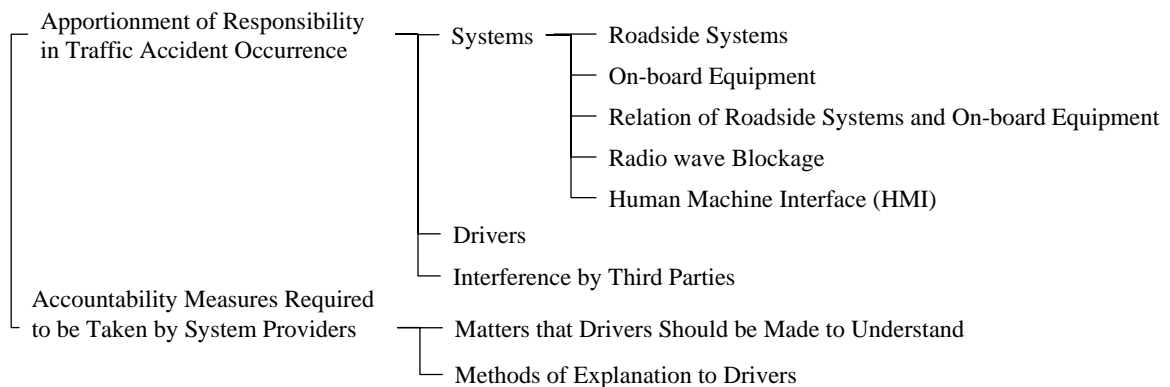 Apportionment of Responsibility
in Traffic Accident Occurrence
Systems
Roadside Systems
On-board Equipment
Relation of Roadside Systems and On-board Equipment
Radio wave Blockage
Human Machine Interface (HMI)
Drivers
Interference by Third Parties
Accountability Measures Required
to be Taken by System Providers
Matters that Drivers Should be Made to Understand
Methods of Explanation to Drivers